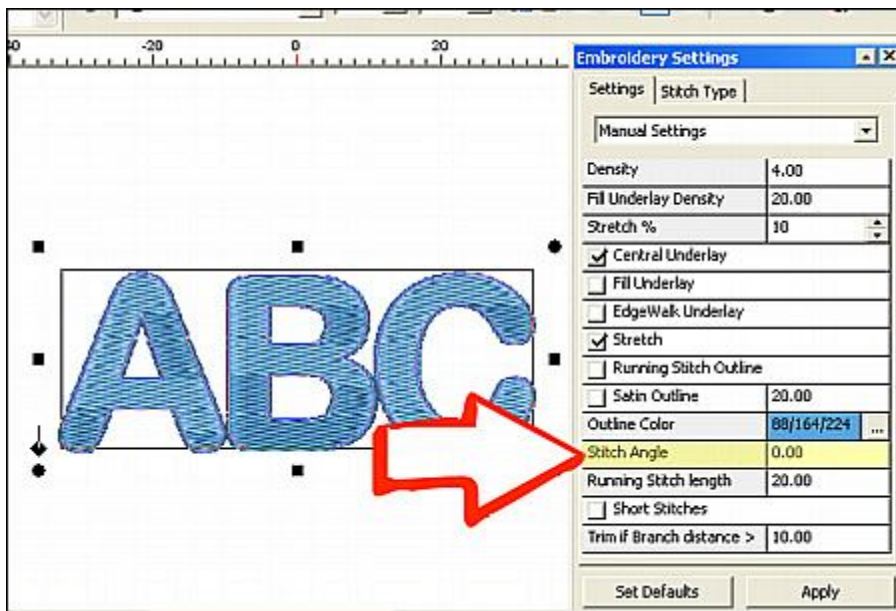 -20 0 20
Embroidery Settings
Settings Stitch Type
Manual Settings
Density 4.00
Fill Underlay Density 20.00
Stretch % 10
Central Underlay
Fill Underlay
EdgeWalk Underlay
Stretch
Running Stitch Outline
Satin Outline 20.00
Outline Color 88/164/224 ...
Stitch Angle 0.00
Running Stitch length 20.00
Short Stitches
Trim if Branch distance > 10.00
Set Defaults Apply
ABC